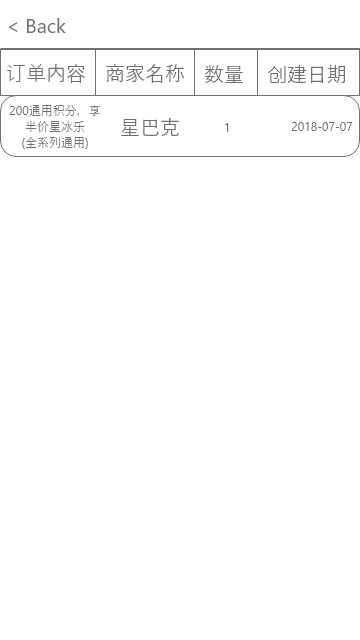 < Back
订单内容 商家名称 数量 创建日期
200通用积分，享
半价星冰乐
(全系列通用)
星巴克
1
2018-07-07